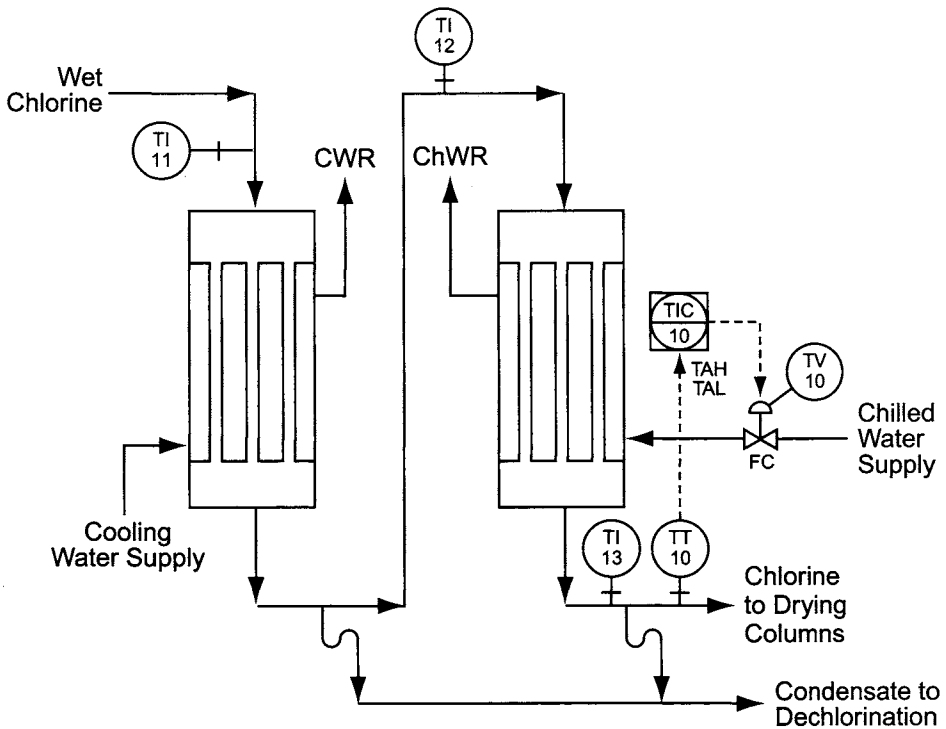 TI
12
Wet
Chlorine
TI
11
CWR
ChWR
TIC
10
TAH
TAL
TV
10
Chilled
Water
Supply
FC
Cooling
Water Supply
TI
13
TT
10
Chlorine
to Drying
Columns
Condensate to
Dechlorination